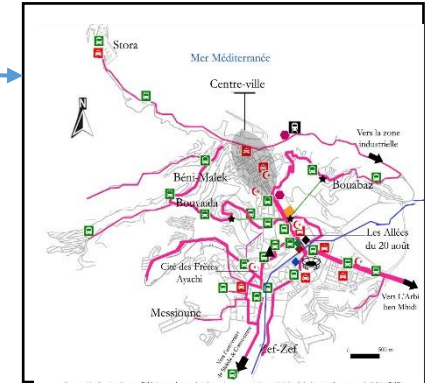 Stora
Mer Méditerranée
Centre-ville
N
Vers la zone
industrielle
Béni-Malek
Bouabaz
Bouyaala
Les Allées
du 20 août
Cité des Frères
Ayachi
Vers L'Arbi
ben Mhidi
Messioune
Zef-Zef
500 m